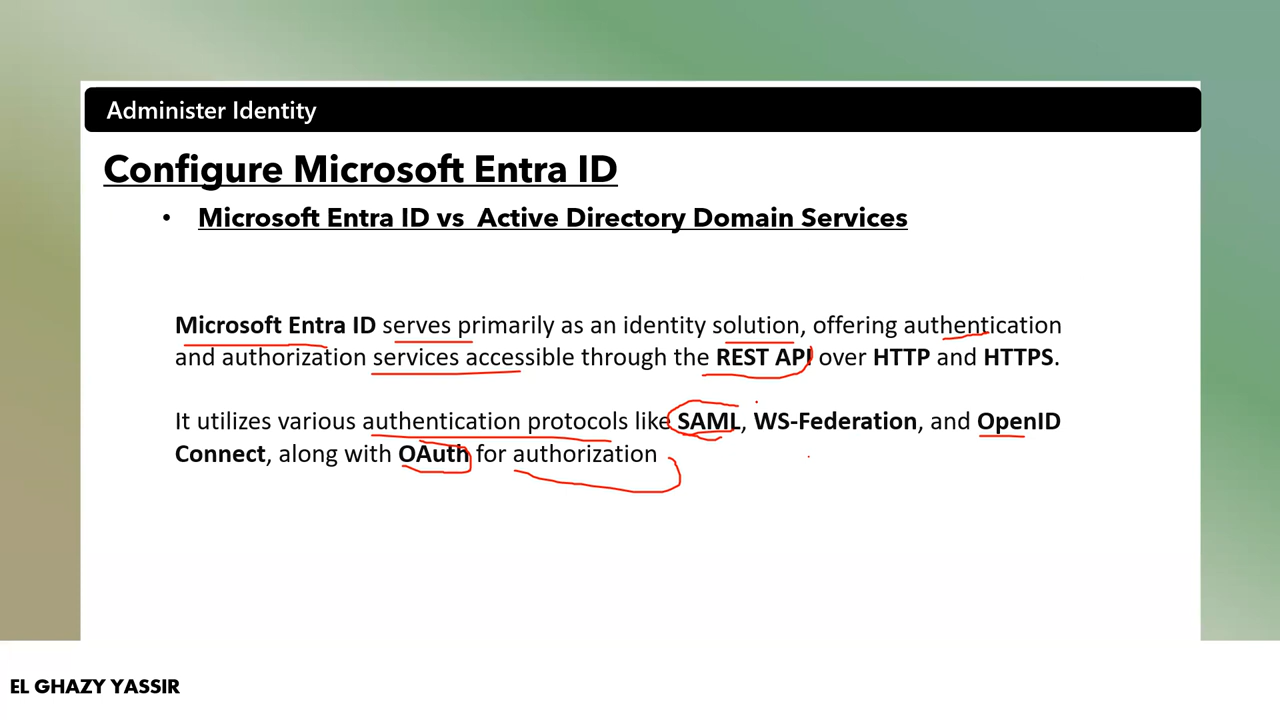 Administer Identity
Configure Microsoft Entra ID
• Microsoft Entra ID vs Active Directory Domain Services
Microsoft Entra ID serves primarily as an identity solution, offering authentication
and authorization services accessible through the REST API over HTTP and HTTPS.
It utilizes various authentication protocols like SAML, WS-Federation, and OpenID
Connect, along with OAuth for authorization
EL GHAZY YASSIR